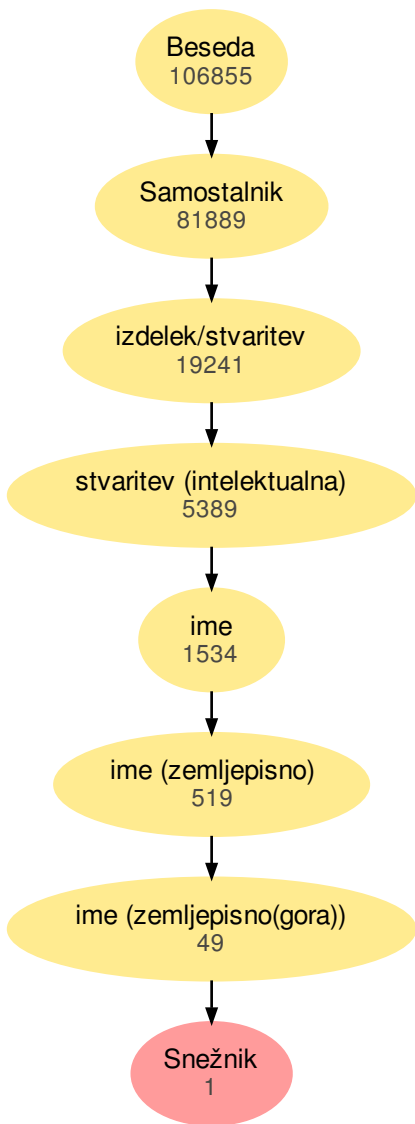 Beseda
106855
Samostalnik
81889
izdelek/stvaritev
19241
stvaritev (intelektualna)
5389
ime
1534
ime (zemljepisno)
519
ime (zemljepisno(gora))
49
Snežnik
1